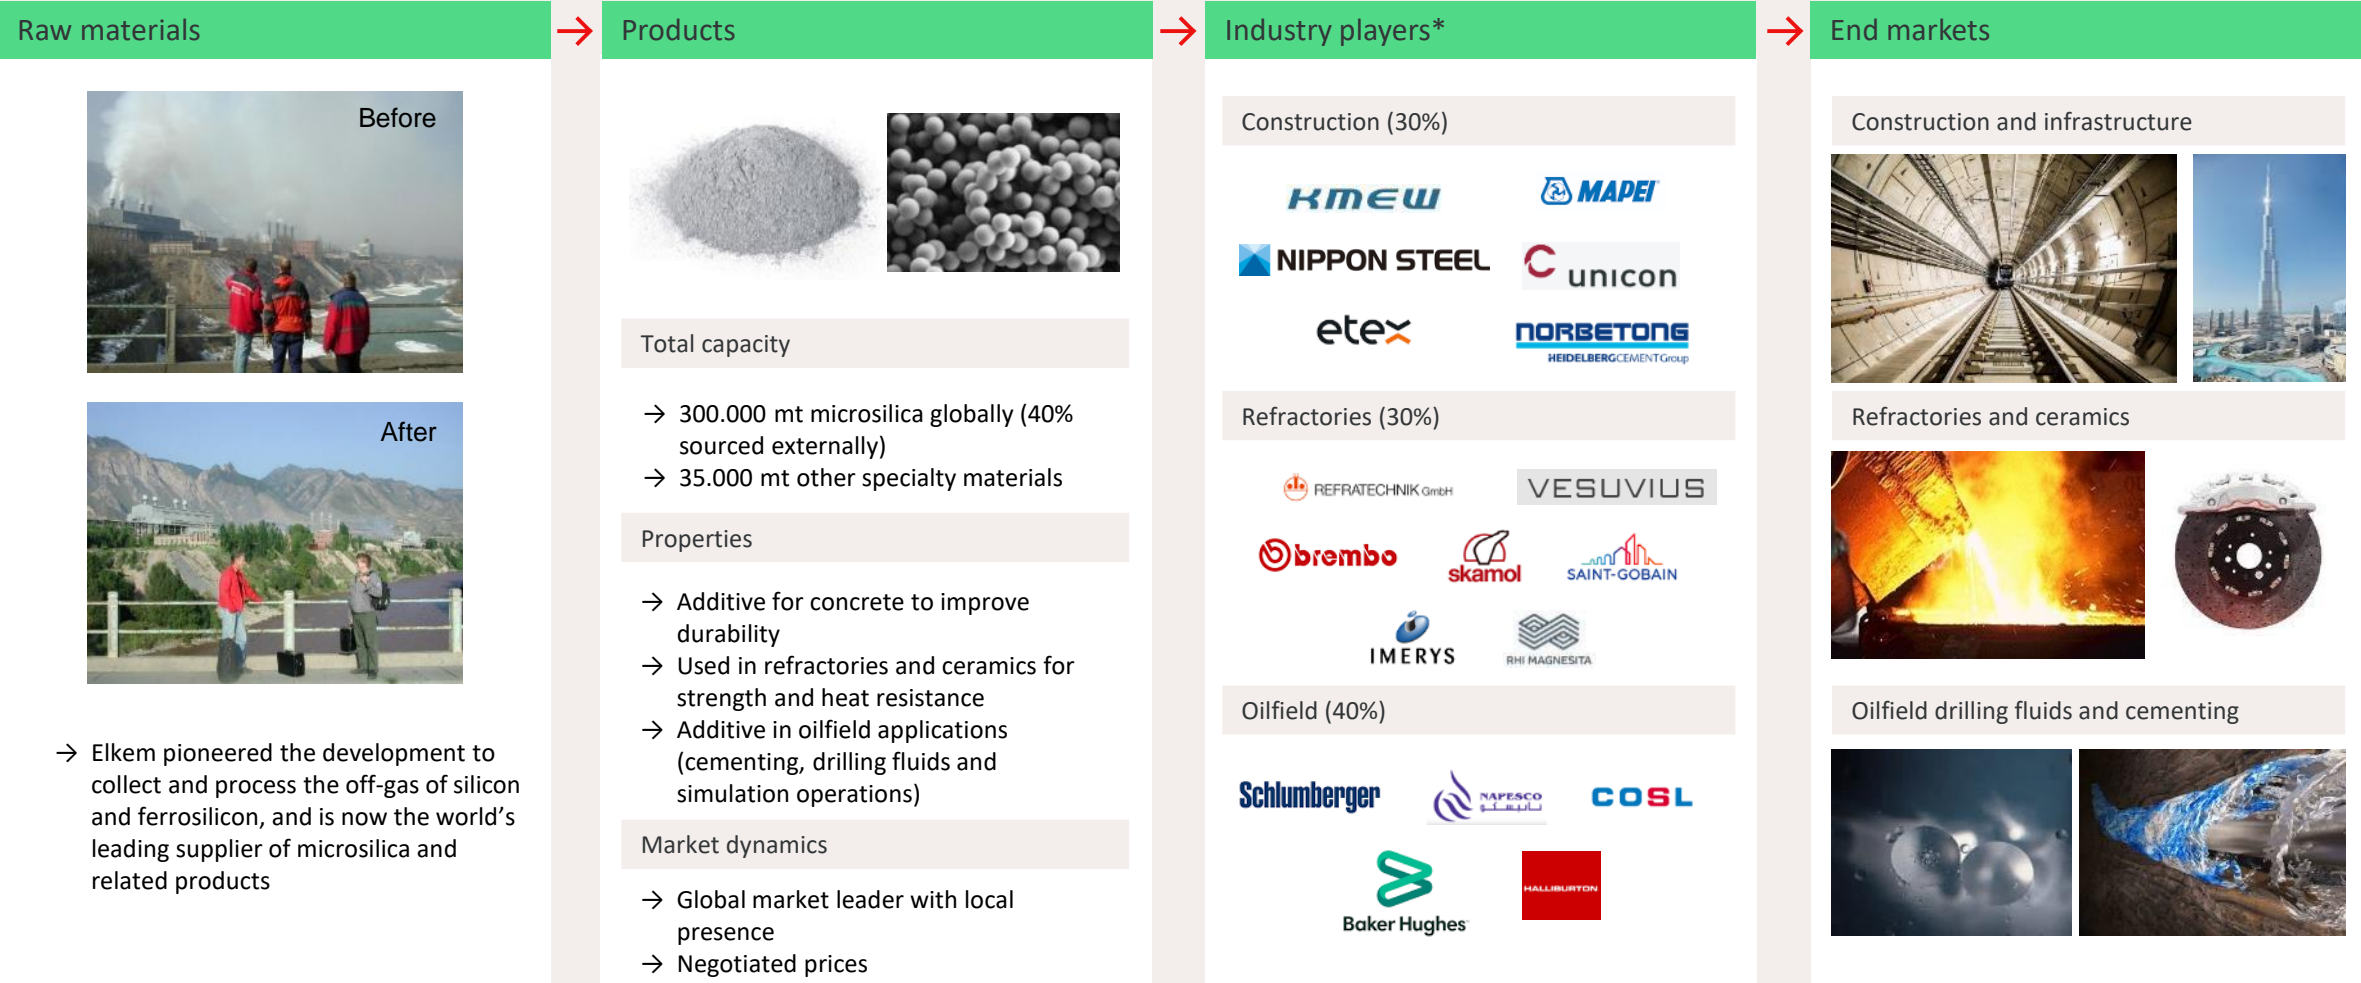 Raw materials
→
Products
→
Industry players*
→
End markets
Before
After
→ Elkem pioneered the development to
collect and process the off-gas of silicon
and ferrosilicon, and is now the world's
leading supplier of microsilica and
related products
Total capacity
→ 300.000 mt microsilica globally (40%
sourced externally)
→ 35.000 mt other specialty materials
Properties
→ Additive for concrete to improve
durability
→ Used in refractories and ceramics for
strength and heat resistance
→ Additive in oilfield applications
(cementing, drilling fluids and
simulation operations)
Market dynamics
→ Global market leader with local
presence
→ Negotiated prices
Construction (30%)
KMEW
MAPEI
NIPPON STEEL
unicon
etex
NORBETONG
HEIDELBERGCEMENT Group
Refractories (30%)
REFRATECHNIK GmbH
VESUVIUS
brembo
skamol
SAINT-GOBAIN
IMERYS
RHI MAGNESITA
Oilfield (40%)
Schlumberger
NAPESCO
نابيسكو
COSL
Baker Hughes
HALLIBURTON
Construction and infrastructure
Refractories and ceramics
Oilfield drilling fluids and cementing